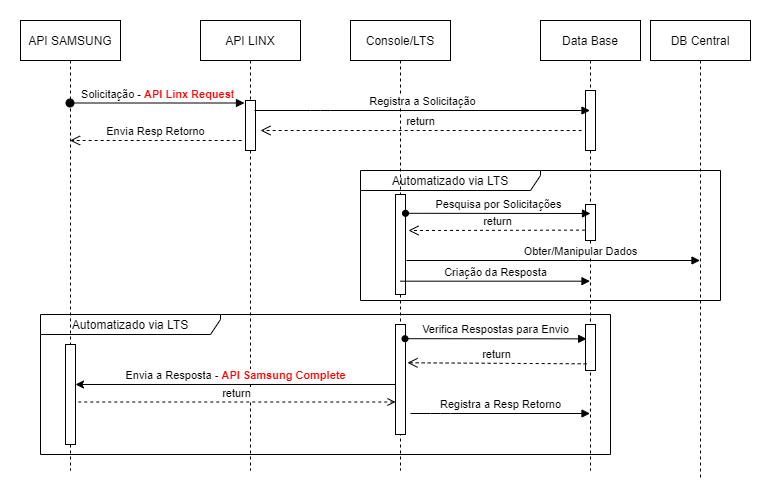 API SAMSUNG
API LINX
Console/LTS
Data Base
DB Central
Solicitação - API Linx Request
Registra a Solicitação
return
Envia Resp Retorno
Automatizado via LTS
Pesquisa por Solicitações
return
Obter/Manipular Dados
Criação da Resposta
Automatizado via LTS
Verifica Respostas para Envio
return
Envia a Resposta - API Samsung Complete
return
Registra a Resp Retorno